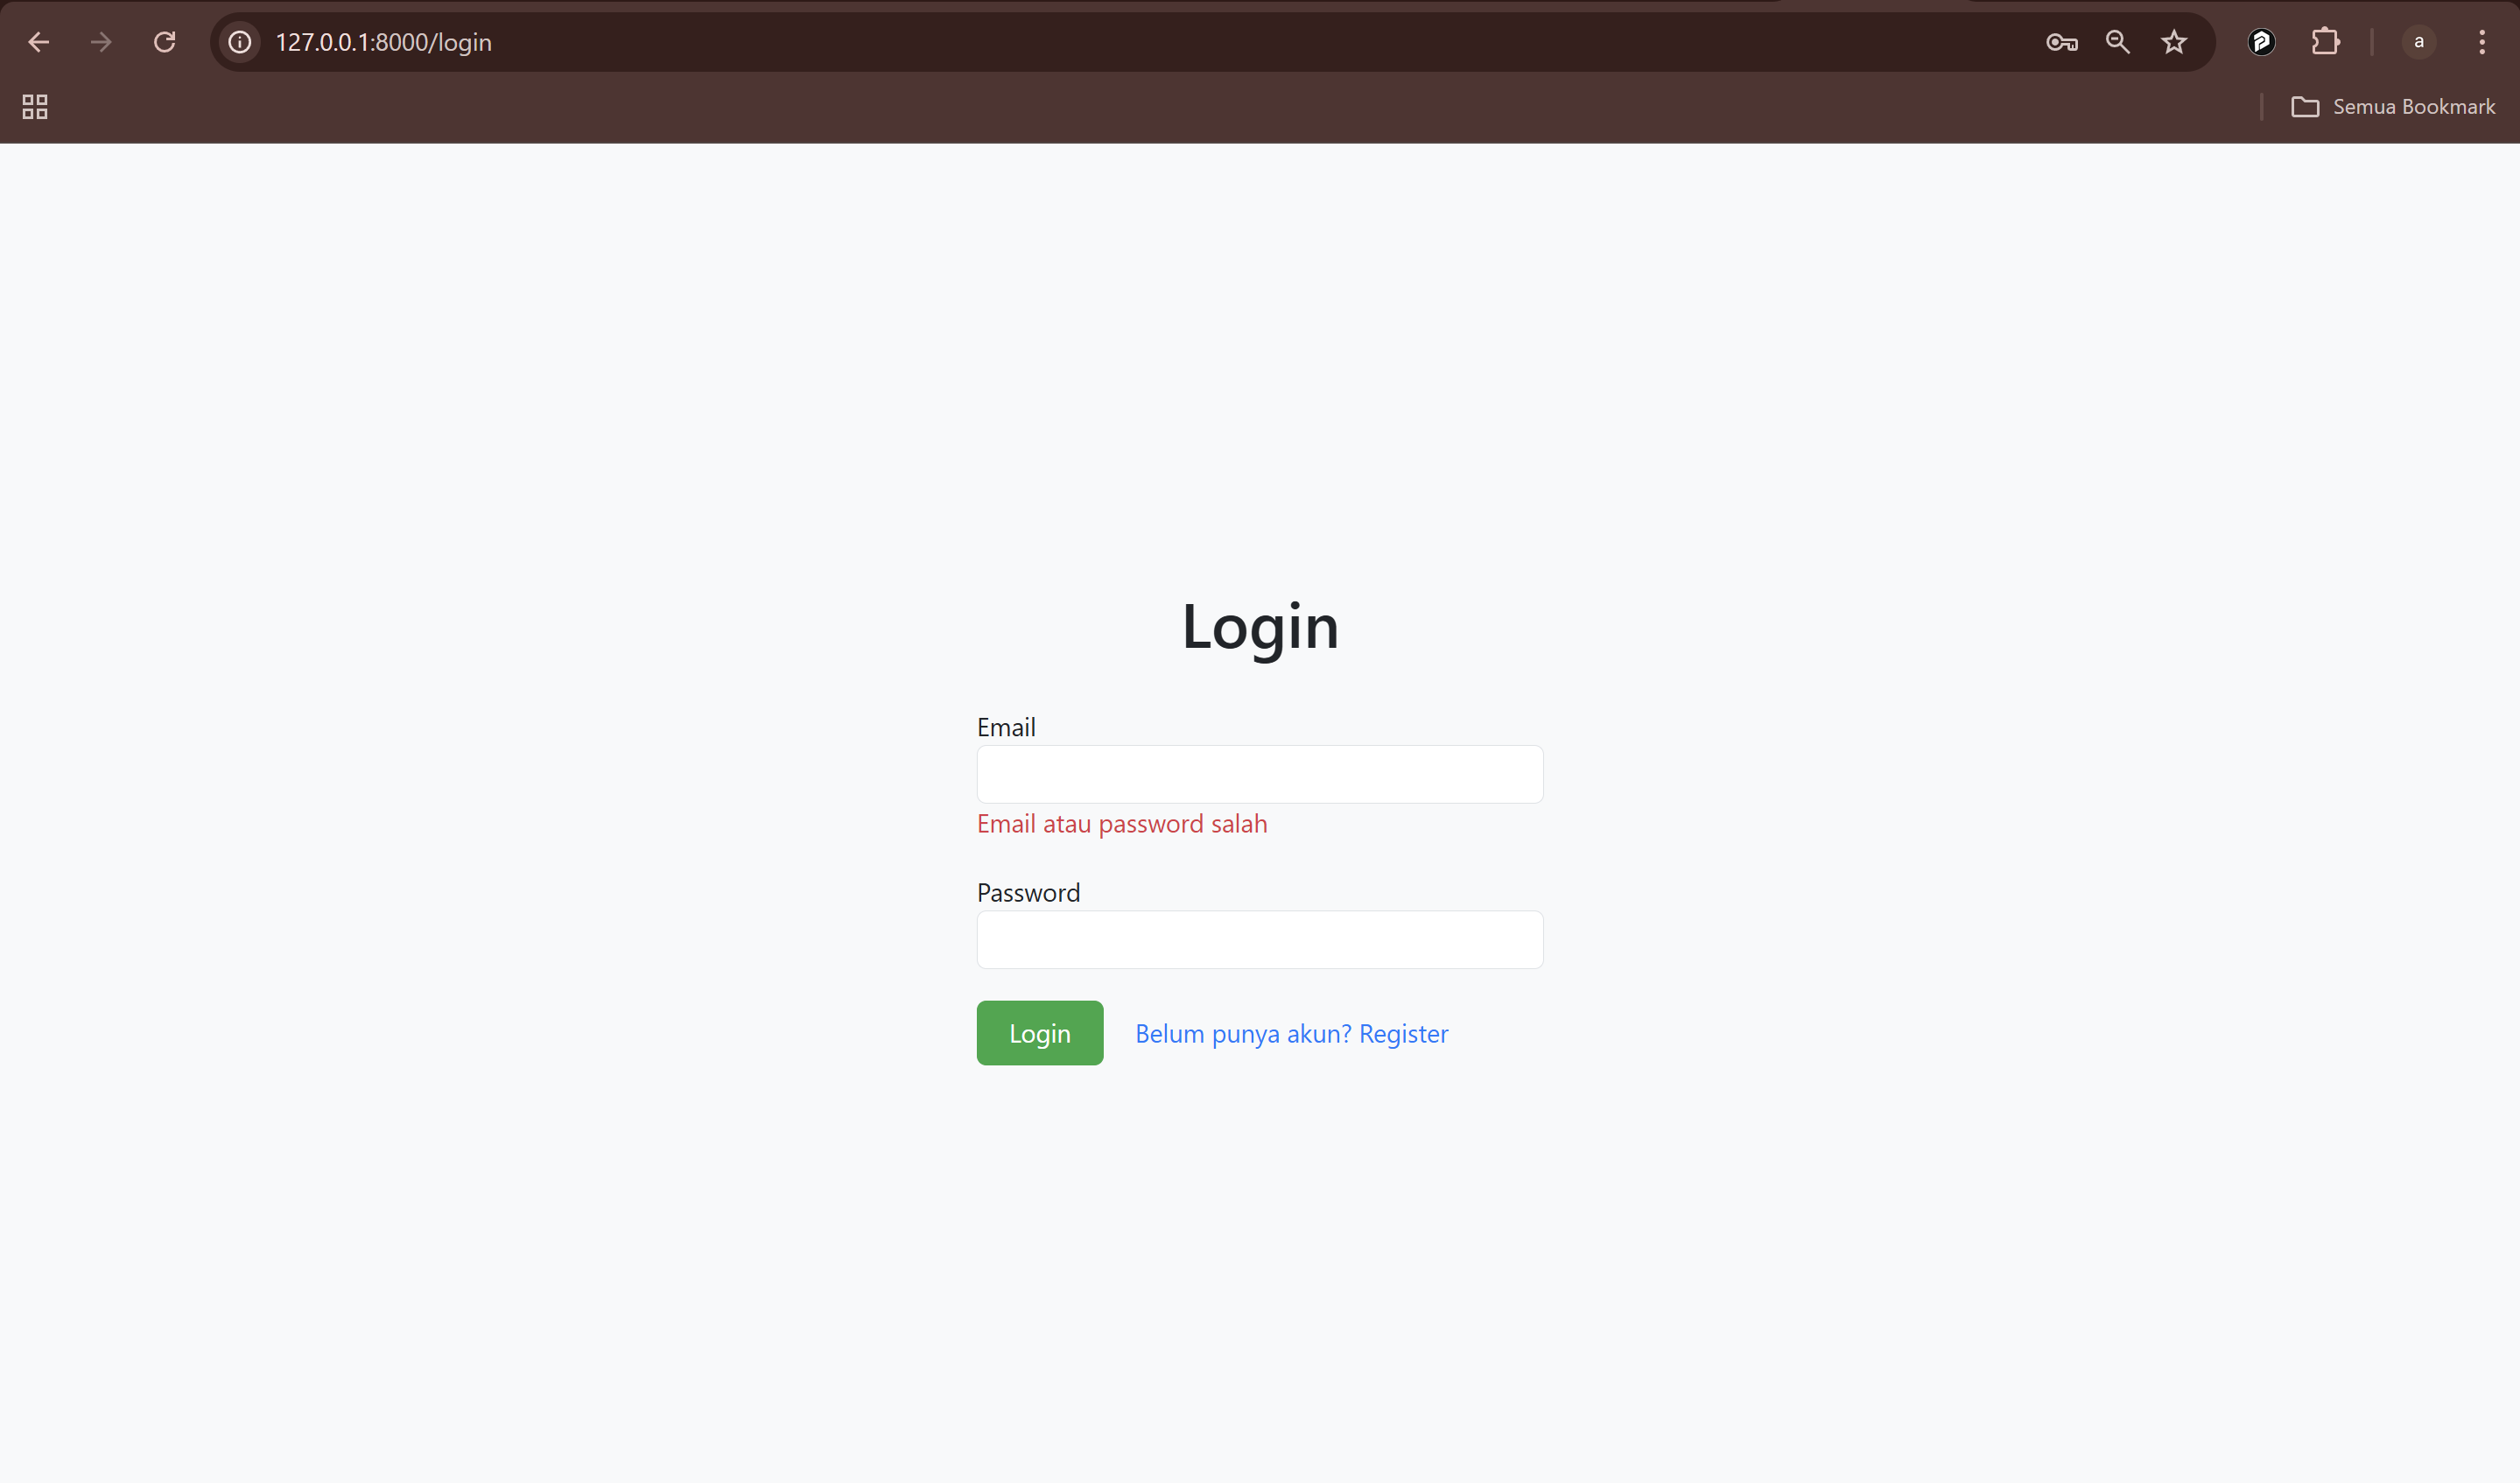 127.0.0.1:8000/login
a
Semua Bookmark
Login
Email
Email atau password salah
Password
Login Belum punya akun? Register